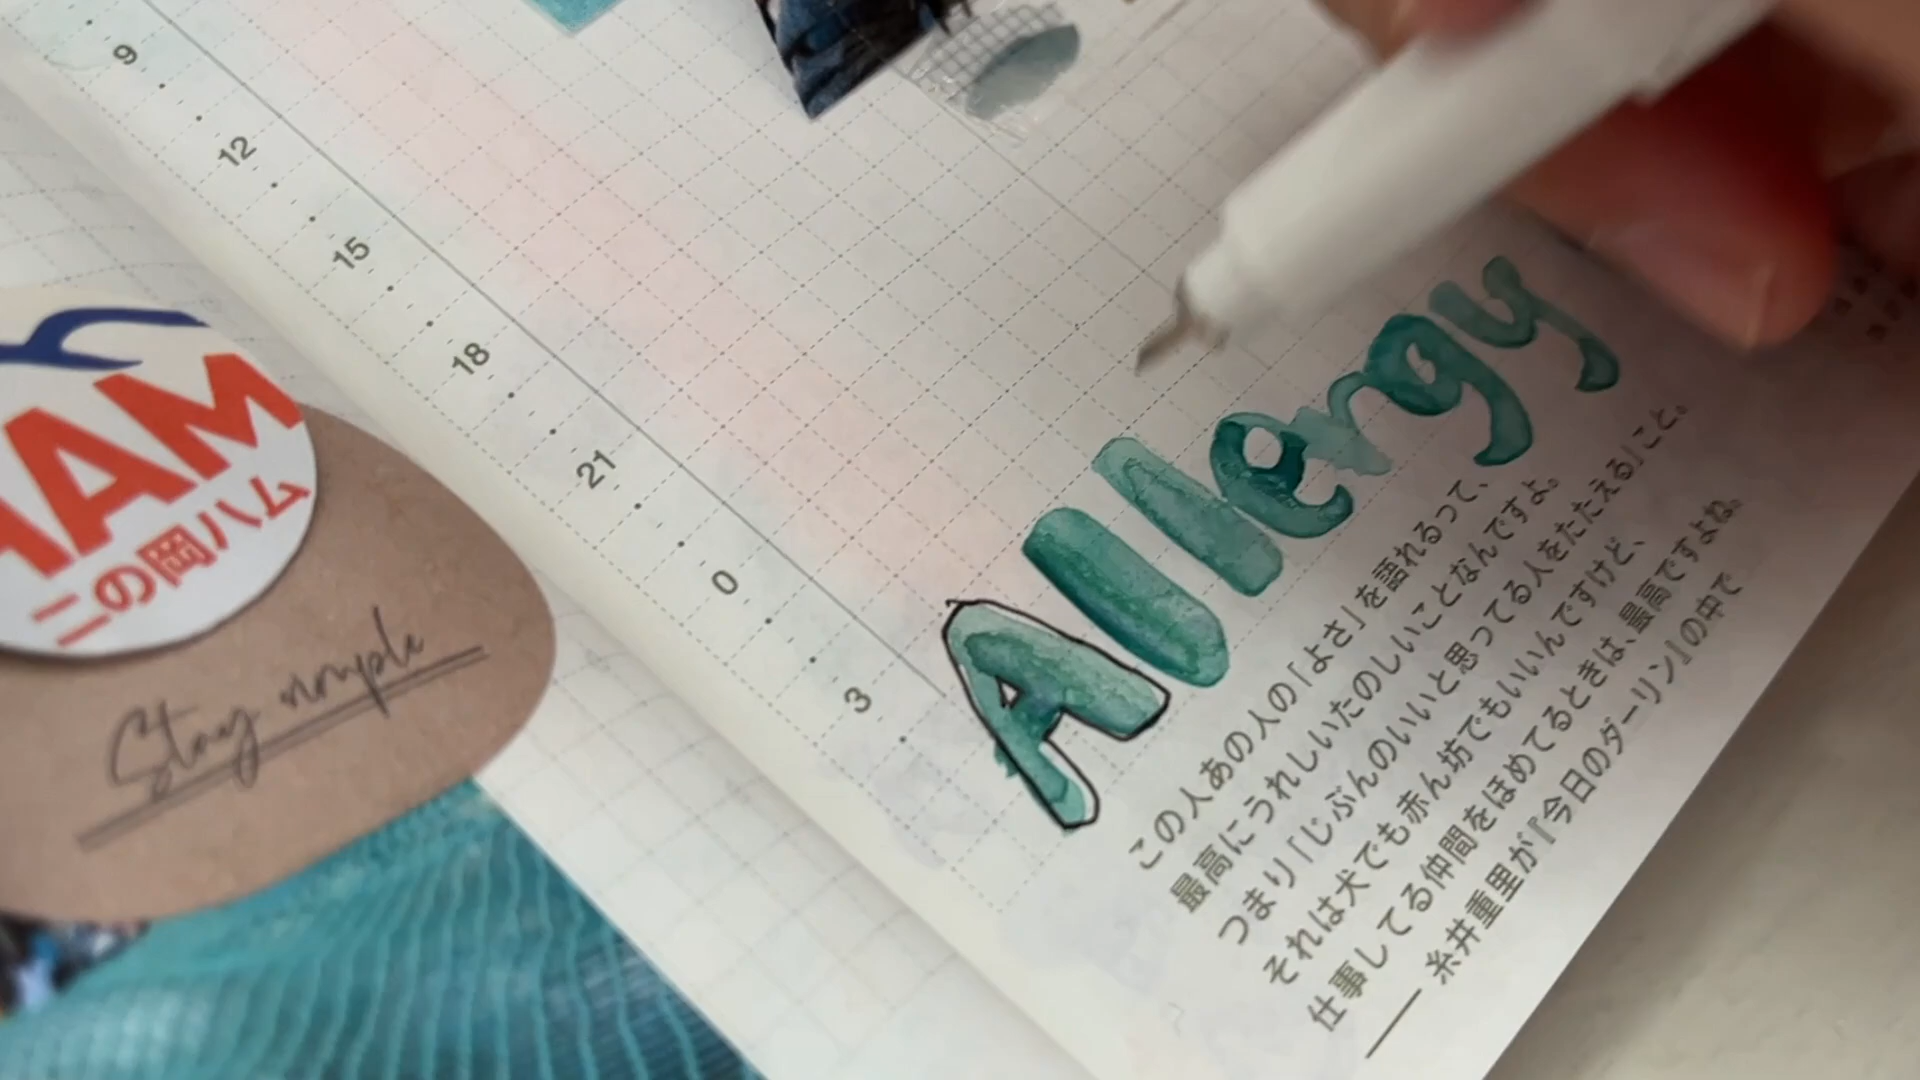 9
12
15
18
21
0
3
HAM
二の岡ハム
Stay simple
Allergy
この人あの人の「よさ」を語れるって、
最高にうれしいたのしいことなんですよ。
つまり「じぶんのいいと思ってる人をたたえる」こと。
それは犬でも赤ん坊でもいいんですけど、
仕事してる仲間をほめてるときは、最高ですよね。
── 糸井重里が『今日のダーリン』の中で